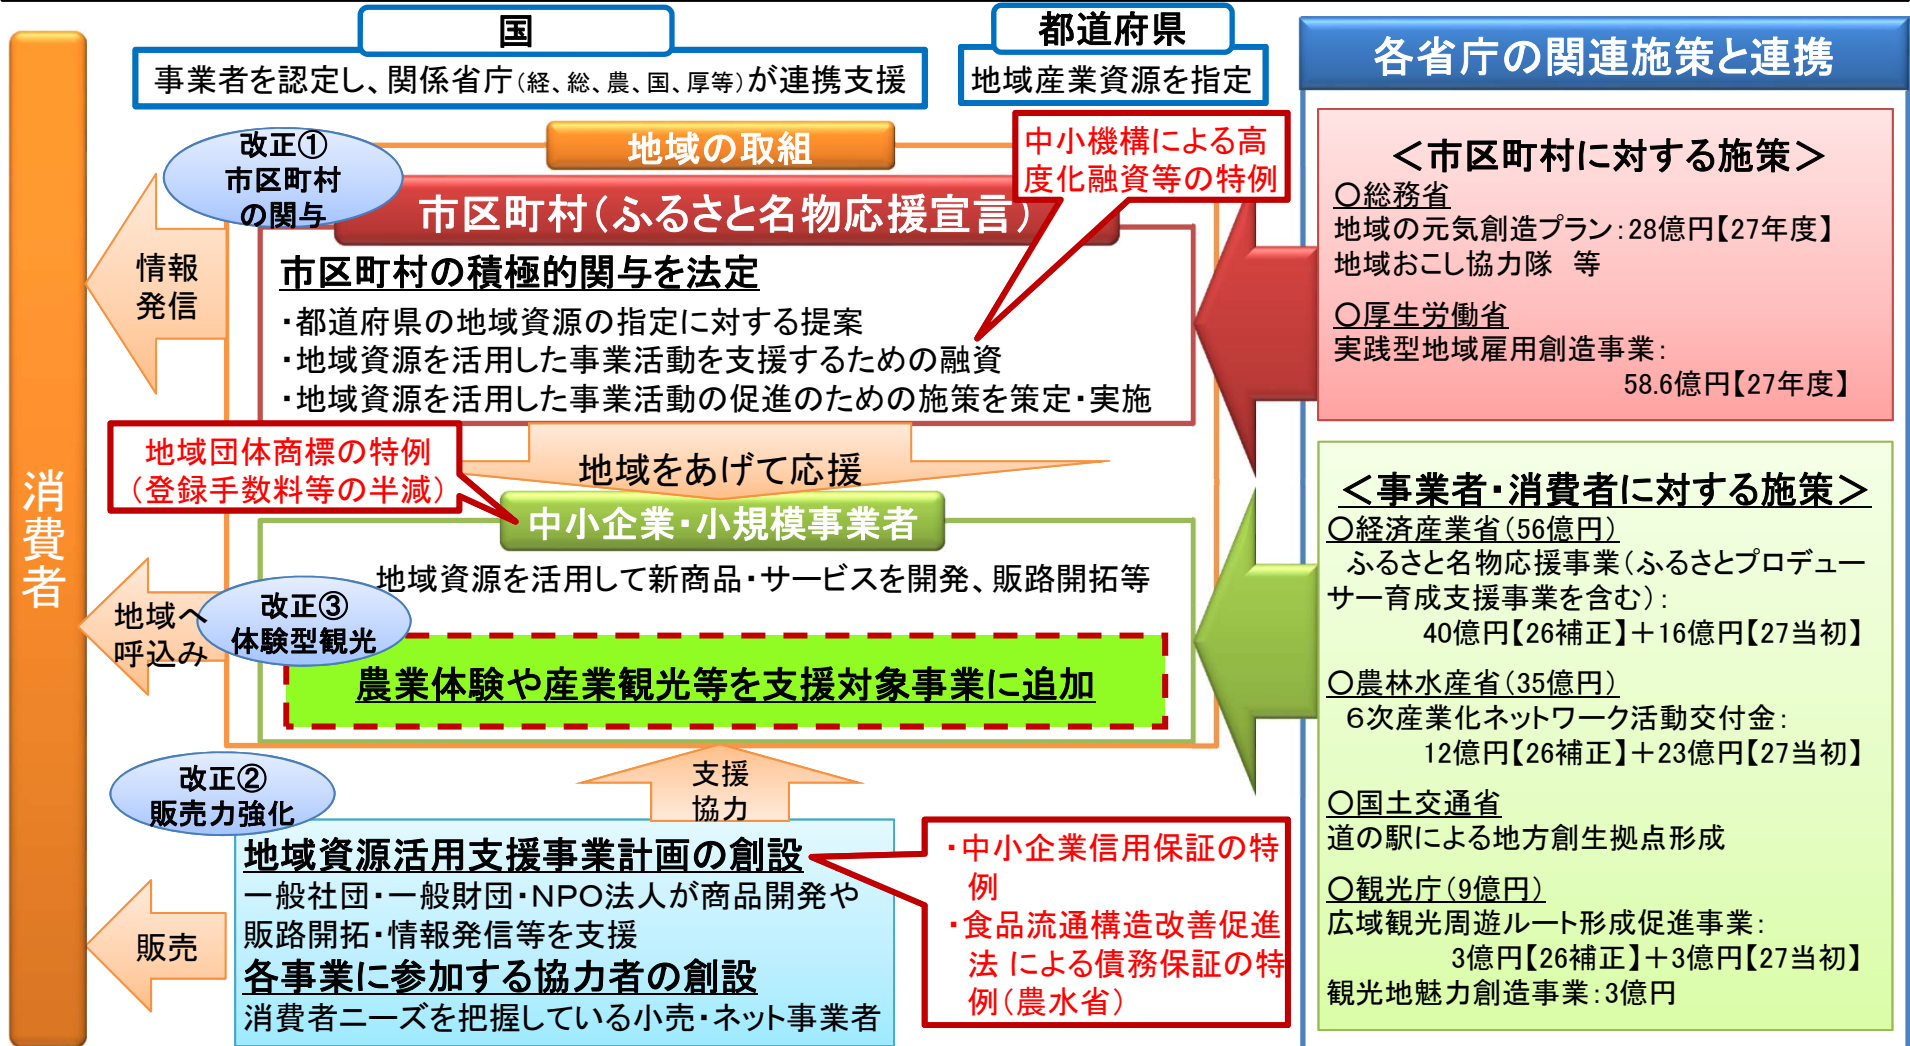 国
事業者を認定し、関係省庁(経、総、農、国、厚等)が連携支援
都道府県
地域産業資源を指定
各省庁の関連施策と連携
消費者
改正①
市区町村
の関与
地域の取組
中小機構による高
度化融資等の特例
市区町村(ふるさと名物応援宣言)
情報
発信
市区町村の積極的関与を法定
・都道府県の地域資源の指定に対する提案
・地域資源を活用した事業活動を支援するための融資
・地域資源を活用した事業活動の促進のための施策を策定・実施
地域団体商標の特例
(登録手数料等の半減)
地域をあげて応援
中小企業・小規模事業者
地域資源を活用して新商品・サービスを開発、販路開拓等
地域へ
呼込み
改正③
体験型観光
農業体験や産業観光等を支援対象事業に追加
支援
協力
改正②
販売力強化
販売
地域資源活用支援事業計画の創設
一般社団・一般財団・NPO法人が商品開発や
販路開拓・情報発信等を支援
各事業に参加する協力者の創設
消費者ニーズを把握している小売・ネット事業者
・中小企業信用保証の特
例
・食品流通構造改善促進
法 による債務保証の特
例(農水省)
＜市区町村に対する施策＞
○総務省
地域の元気創造プラン:28億円【27年度】
地域おこし協力隊　等
○厚生労働省
実践型地域雇用創造事業:
58.6億円【27年度】
＜事業者・消費者に対する施策＞
○経済産業省(56億円)
ふるさと名物応援事業(ふるさとプロデュー
サー育成支援事業を含む):
40億円【26補正】+16億円【27当初】
○農林水産省(35億円)
６次産業化ネットワーク活動交付金:
12億円【26補正】+23億円【27当初】
○国土交通省
道の駅による地方創生拠点形成
○観光庁(9億円)
広域観光周遊ルート形成促進事業:
3億円【26補正】+3億円【27当初】
観光地魅力創造事業:3億円